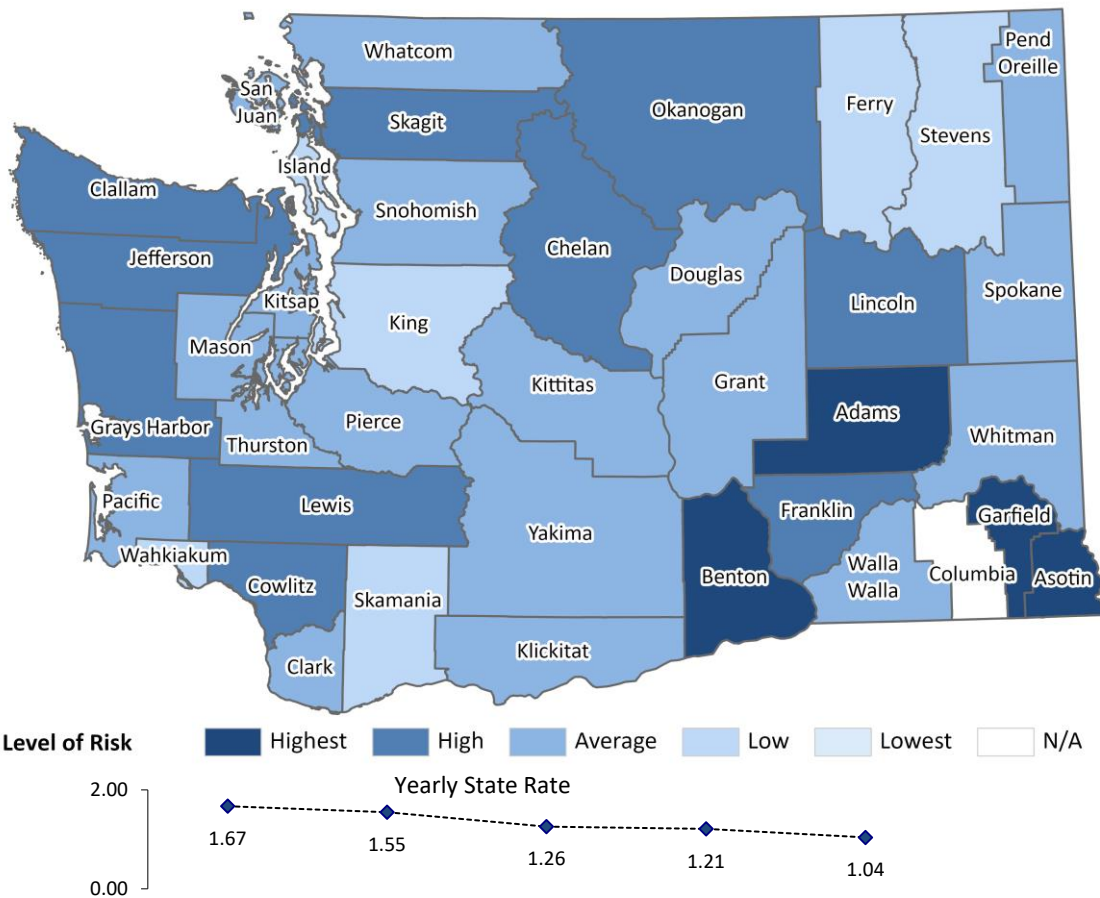 Whatcom
Pend
Oreille
San
Juan
Skagit
Okanogan
Ferry
Stevens
Island
Clallam
Snohomish
Chelan
Jefferson
Douglas
Kitsap
Lincoln
Spokane
King
Mason
Kittitas
Grant
Adams
Grays Harbor
Thurston
Pierce
Whitman
Pacific
Lewis
Yakima
Franklin
Garfield
Wahkiakum
Cowlitz
Skamania
Benton
Walla
Walla
Columbia
Asotin
Clark
Klickitat
Level of Risk Highest High Average Low Lowest N/A
Yearly State Rate
2.00
1.67 1.55 1.26 1.21 1.04
0.00